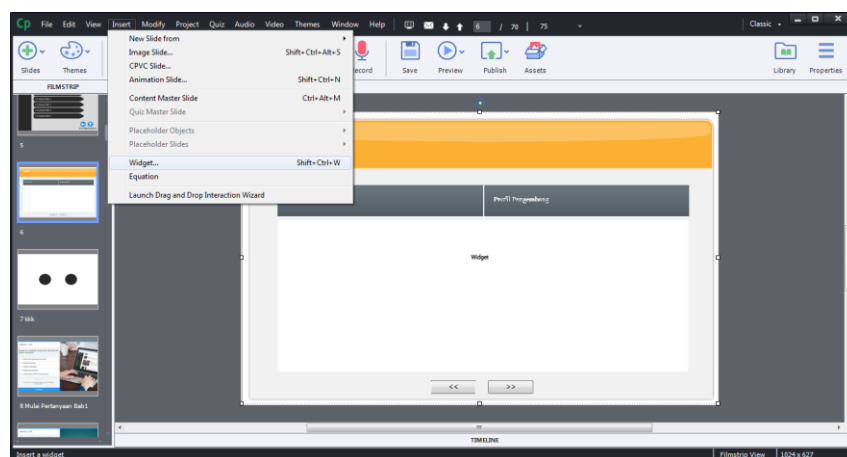 Cp File Edit View Insert Modify Project Quiz Audio Video Themes Window Help 6 / 70 | 75 Classic
Slides Themes Save Preview Publish Assets Library Properties
New Slide from
Image Slide... Shift+Ctrl+Alt+S
CPVC Slide...
Animation Slide... Shift+Ctrl+N
Content Master Slide Ctrl+Alt+M
Quiz Master Slide
Placeholder Objects
Placeholder Slides
Widget... Shift+Ctrl+W
Equation
Launch Drag and Drop Interaction Wizard
FILMSTRIP
5
6
7 kkk
8 Mulai Pertanyaan Bab1
Profil Pengembang
Widget
<< >>
TIMELINE
Insert a widget Filmstrip View 1024 x 627